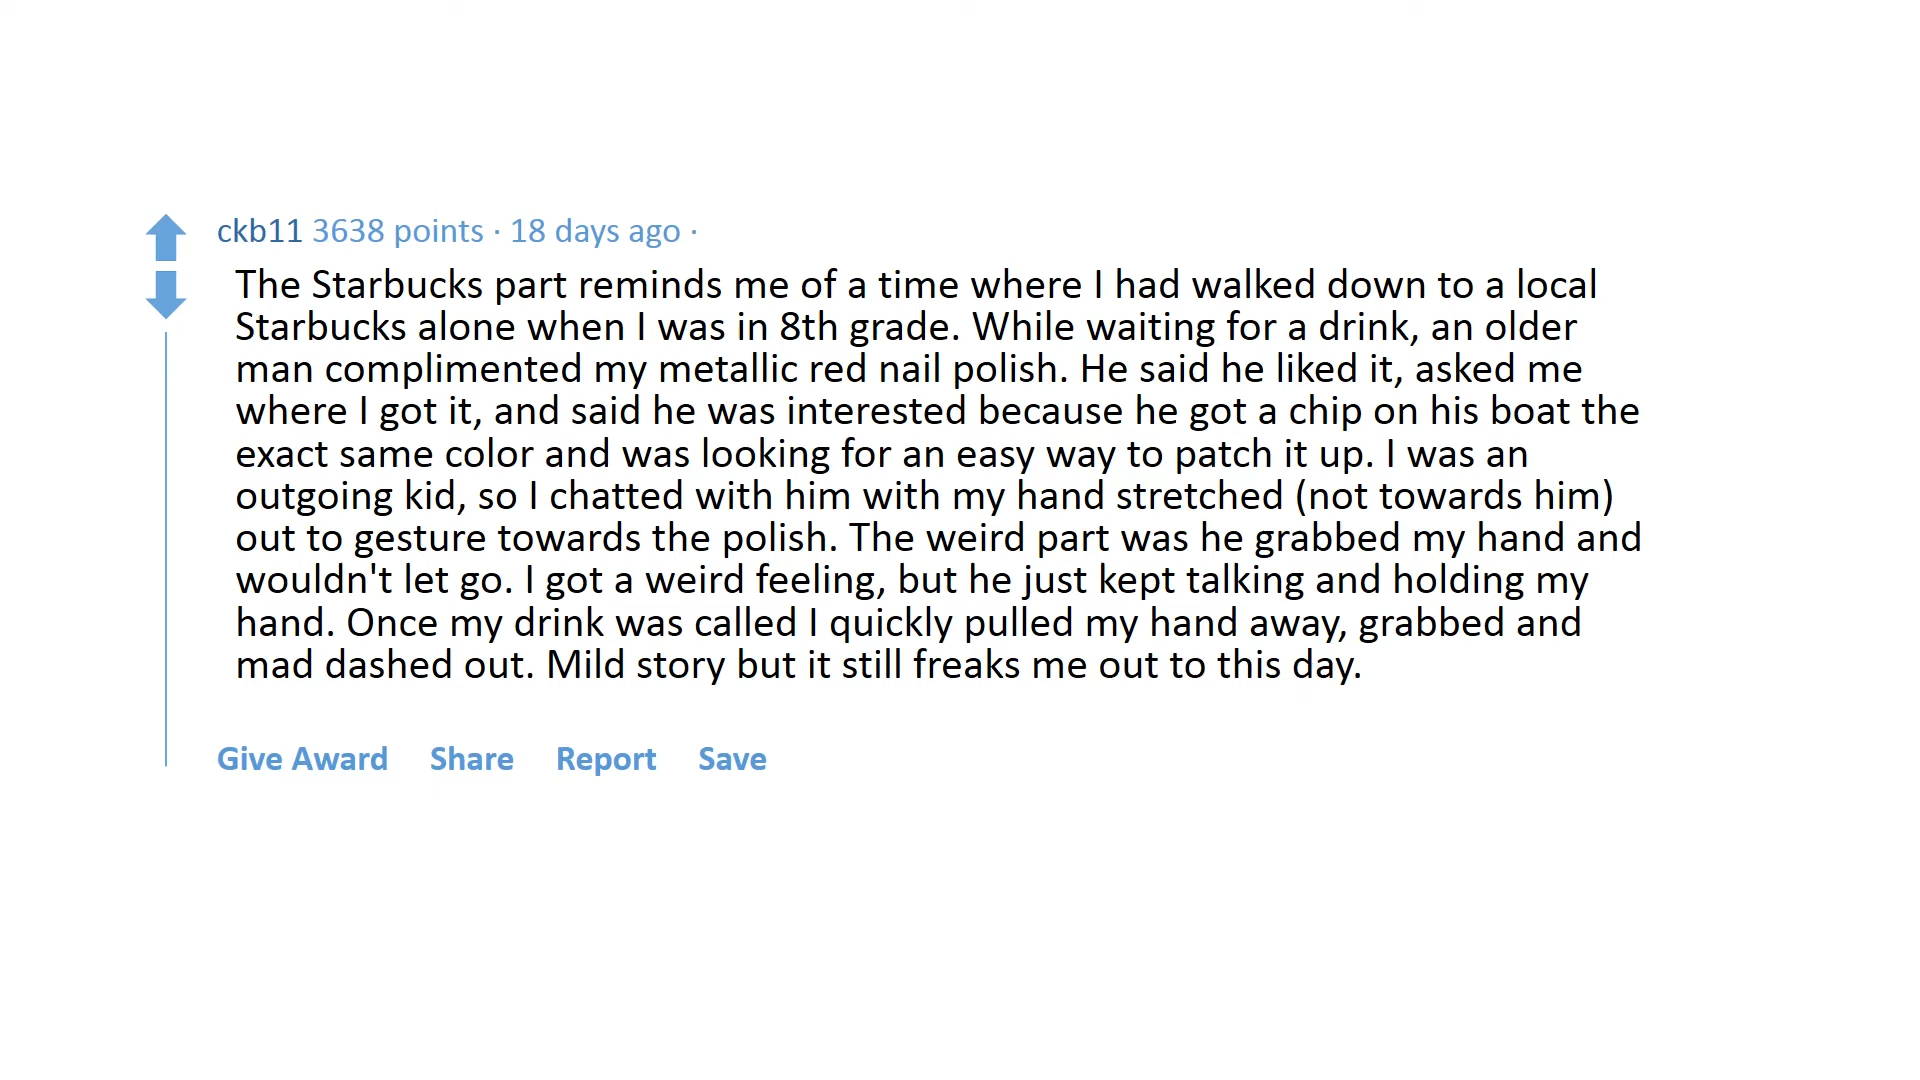 ckb11 3638 points · 18 days ago ·
The Starbucks part reminds me of a time where I had walked down to a local
Starbucks alone when I was in 8th grade. While waiting for a drink, an older
man complimented my metallic red nail polish. He said he liked it, asked me
where I got it, and said he was interested because he got a chip on his boat the
exact same color and was looking for an easy way to patch it up. I was an
outgoing kid, so I chatted with him with my hand stretched (not towards him)
out to gesture towards the polish. The weird part was he grabbed my hand and
wouldn't let go. I got a weird feeling, but he just kept talking and holding my
hand. Once my drink was called I quickly pulled my hand away, grabbed and
mad dashed out. Mild story but it still freaks me out to this day.
Give Award Share Report Save